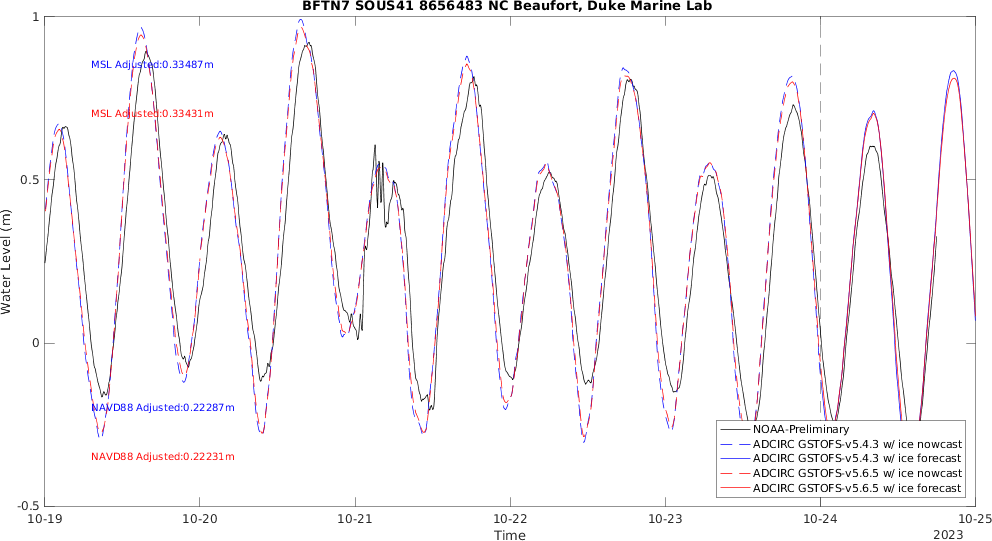 BFTN7 SOUS41 8656483 NC Beaufort, Duke Marine Lab
1
MSL Adjusted:0.33487m
MSL Adjusted:0.33431m
0.5
Water Level (m)
0
NAVD88 Adjusted:0.22287m
NAVD88 Adjusted:0.22231m
NOAA-Preliminary
ADCIRC GSTOFS-v5.4.3 w/ ice nowcast
ADCIRC GSTOFS-v5.4.3 w/ ice forecast
ADCIRC GSTOFS-v5.6.5 w/ ice nowcast
ADCIRC GSTOFS-v5.6.5 w/ ice forecast
-0.5
10-19 10-20 10-21 10-22 10-23 10-24 10-25
Time
2023